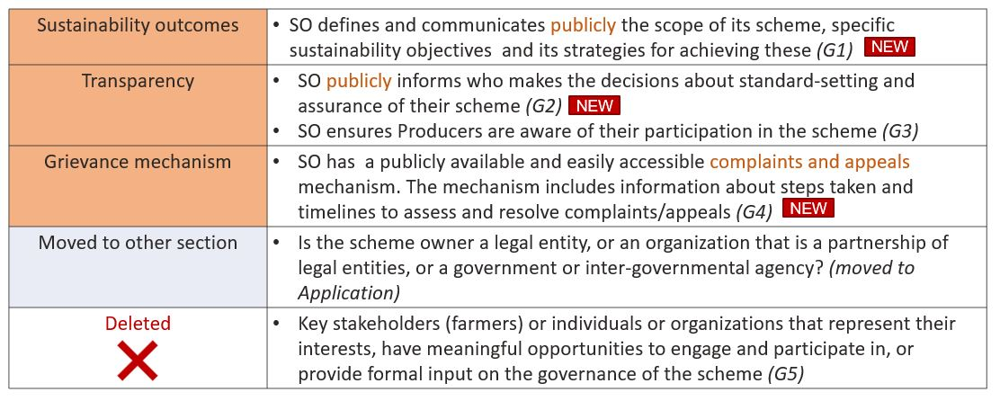 Sustainability outcomes
• SO defines and communicates publicly the scope of its scheme, specific
sustainability objectives and its strategies for achieving these (G1) NEW
Transparency
• SO publicly informs who makes the decisions about standard-setting and
assurance of their scheme (G2) NEW
• SO ensures Producers are aware of their participation in the scheme (G3)
Grievance mechanism
• SO has a publicly available and easily accessible complaints and appeals
mechanism. The mechanism includes information about steps taken and
timelines to assess and resolve complaints/appeals (G4) NEW
Moved to other section
• Is the scheme owner a legal entity, or an organization that is a partnership of
legal entities, or a government or inter-governmental agency? (moved to
Application)
Deleted
• Key stakeholders (farmers) or individuals or organizations that represent their
interests, have meaningful opportunities to engage and participate in, or
provide formal input on the governance of the scheme (G5)